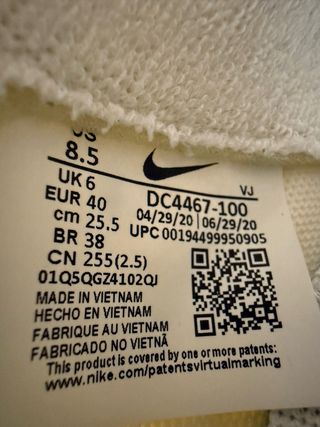 US
8.5
UK 6
EUR 40
cm 25.5
BR 38
CN 255(2.5)
01Q5QGZ4102QJ
VJ
DC4467-100
04/29/20 | 06/29/20
UPC 00194499950905
MADE IN VIETNAM
HECHO EN VIETNAM
FABRIQUE AU VIETNAM
FABRICADO NO VIETNÃ
This product is covered by one or more patents:
www.nike.com/patentsvirtualmarking